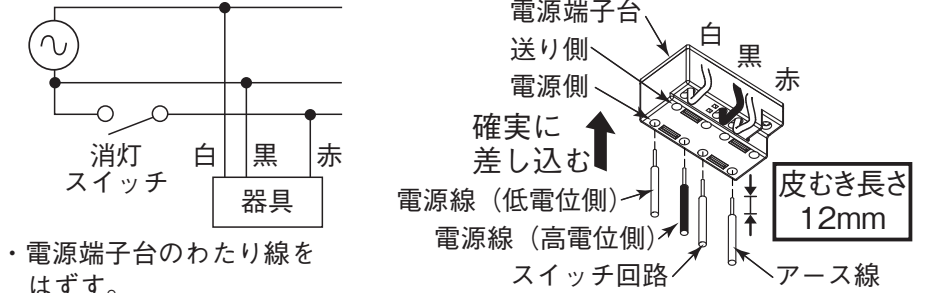 消灯
スイッチ
白
黒
赤
器具
・電源端子台のわたり線を
はずす。
電源端子台
送り側
電源側
白
黒
赤
確実に
差し込む
電源線（低電位側）
電源線（高電位側）
スイッチ回路
アース線
皮むき長さ
12mm